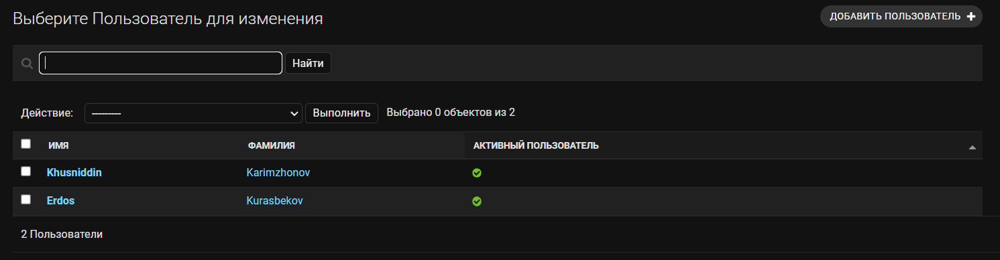 Выберите Пользователь для изменения
ДОБАВИТЬ ПОЛЬЗОВАТЕЛЬ
Найти
Действие: --------- Выполнить Выбрано 0 объектов из 2
ИМЯ ФАМИЛИЯ АКТИВНЫЙ ПОЛЬЗОВАТЕЛЬ
Khusniddin Karimzhonov
Erdos Kurasbekov
2 Пользователи